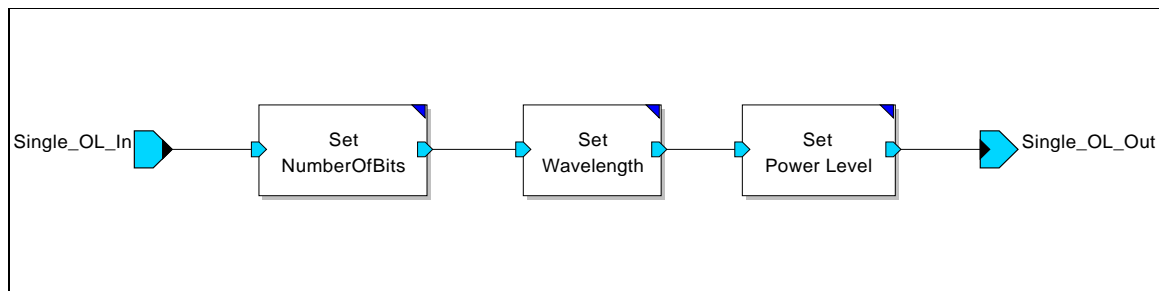 Single_OL_In
Set
NumberOfBits
Set
Wavelength
Set
Power Level
Single_OL_Out